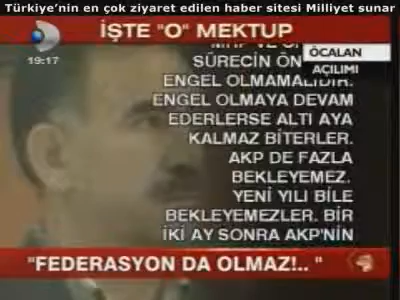 Türkiye'nin en çok ziyaret edilen haber sitesi Milliyet sunar
İŞTE "O" MEKTUP
19:17
ÖCALAN
AÇILIMI
SÜRECİN ÖN
ENGEL OLMAMALIDIR.
ENGEL OLMAYA DEVAM
EDERLERSE ALTI AYA
KALMAZ BİTERLER.
AKP DE FAZLA
BEKLEYEMEZ.
YENİ YILI BİLE
BEKLEYEMEZLER. BİR
İKİ AY SONRA AKP'NİN
"FEDERASYON DA OLMAZ!.. "